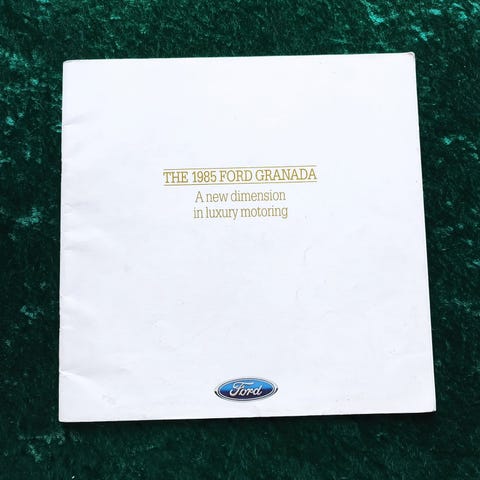 THE 1985 FORD GRANADA
A new dimension
in luxury motoring
Ford